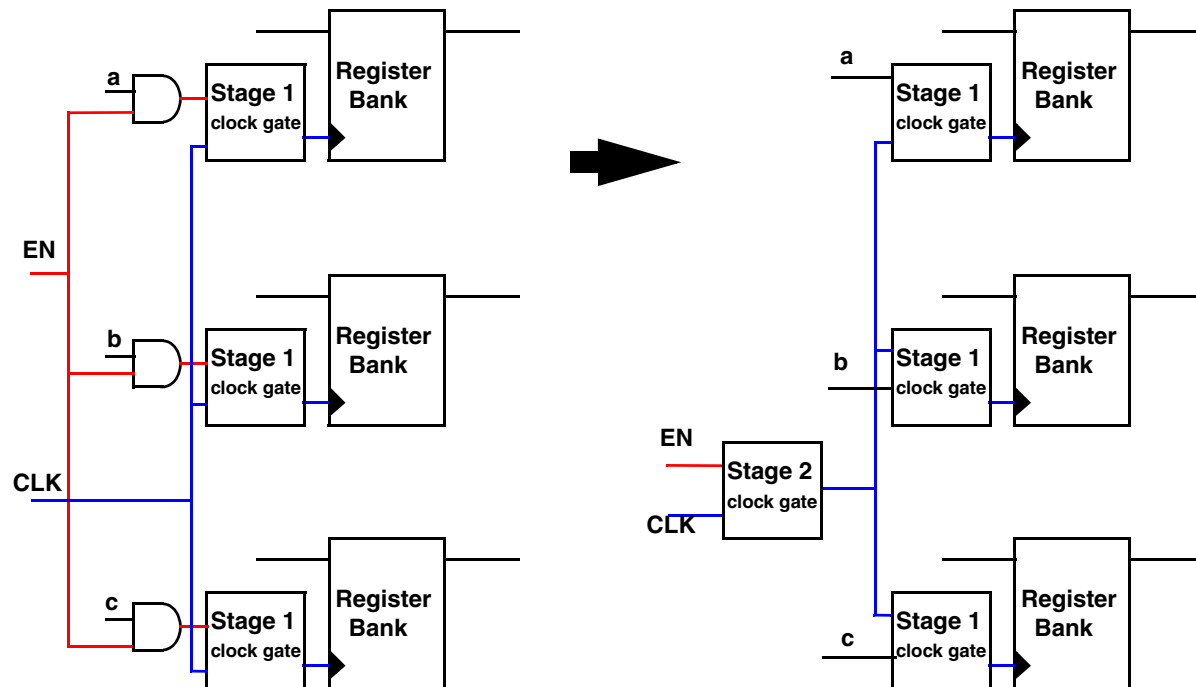 a
Stage 1
clock gate
Register
Bank
EN
b
Stage 1
clock gate
Register
Bank
CLK
c
Stage 1
clock gate
Register
Bank
a
Stage 1
clock gate
Register
Bank
b
Stage 1
clock gate
Register
Bank
EN
CLK
Stage 2
clock gate
c
Stage 1
clock gate
Register
Bank